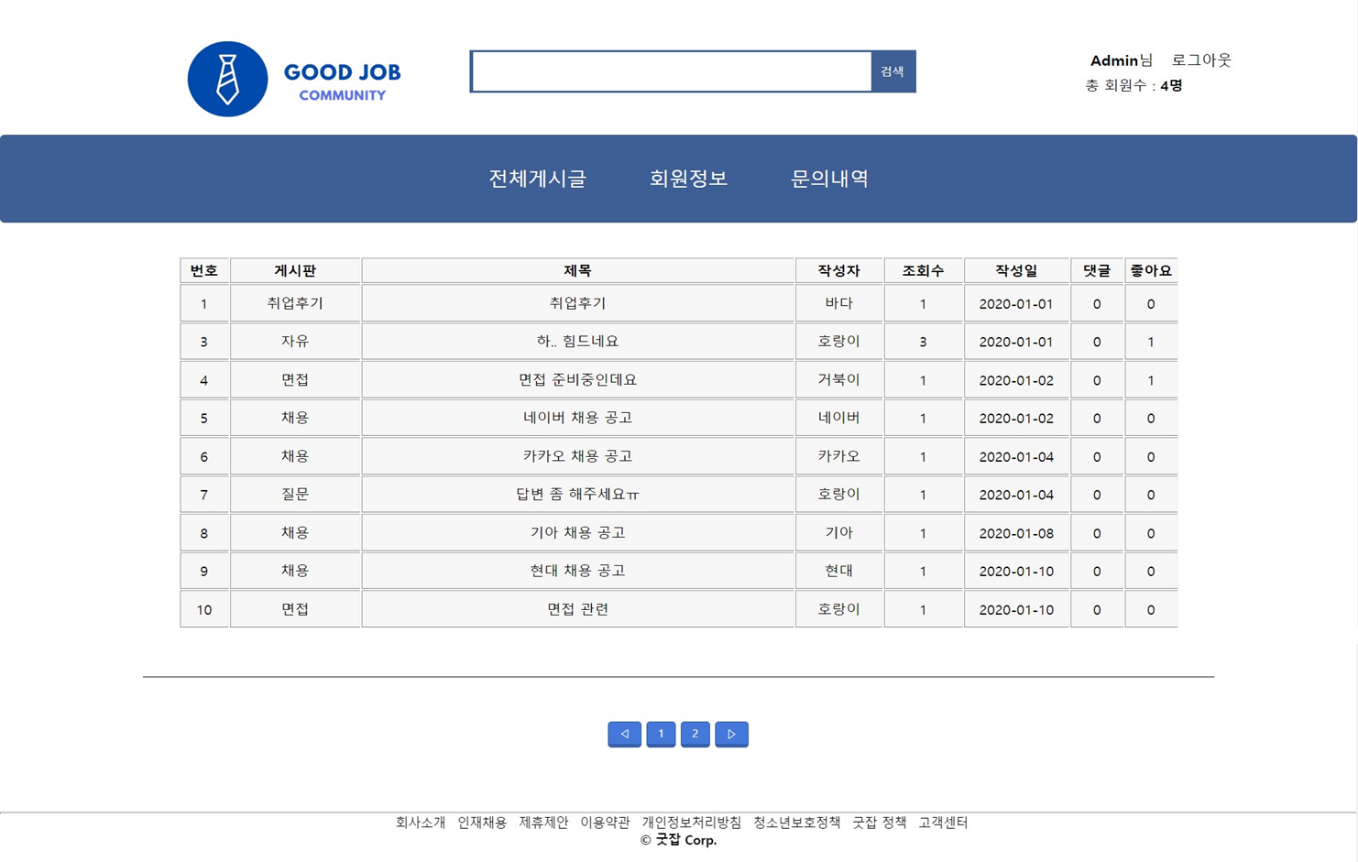 GOOD JOB
COMMUNITY
검색
Admin님 로그아웃
총 회원수 : 4명
전체게시글 회원정보 문의내역
번호 게시판 제목 작성자 조회수 작성일 댓글 좋아요
1 취업후기 취업후기 바다 1 2020-01-01 0 0
3 자유 하.. 힘드네요 호랑이 3 2020-01-01 0 1
4 면접 면접 준비중인데요 거북이 1 2020-01-02 0 1
5 채용 네이버 채용 공고 네이버 1 2020-01-02 0 0
6 채용 카카오 채용 공고 카카오 1 2020-01-04 0 0
7 질문 답변 좀 해주세요ㅠ 호랑이 1 2020-01-04 0 0
8 채용 기아 채용 공고 기아 1 2020-01-08 0 0
9 채용 현대 채용 공고 현대 1 2020-01-10 0 0
10 면접 면접 관련 호랑이 1 2020-01-10 0 0
◁ 1 2 ▷
회사소개 인재채용 제휴제안 이용약관 개인정보처리방침 청소년보호정책 굿잡 정책 고객센터
© 굿잡 Corp.